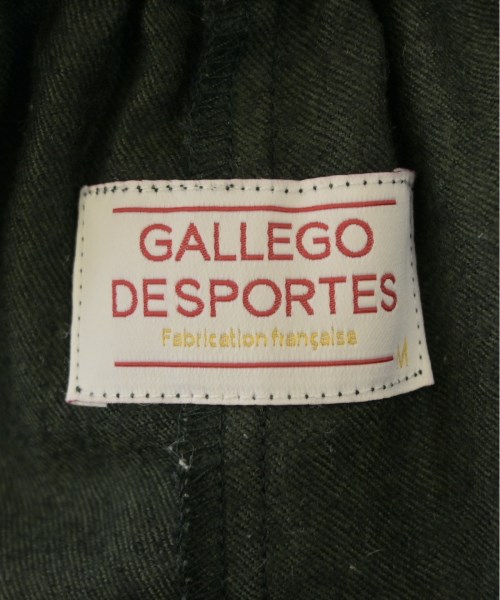 GALLEGO
DESPORTES
Fabrication française